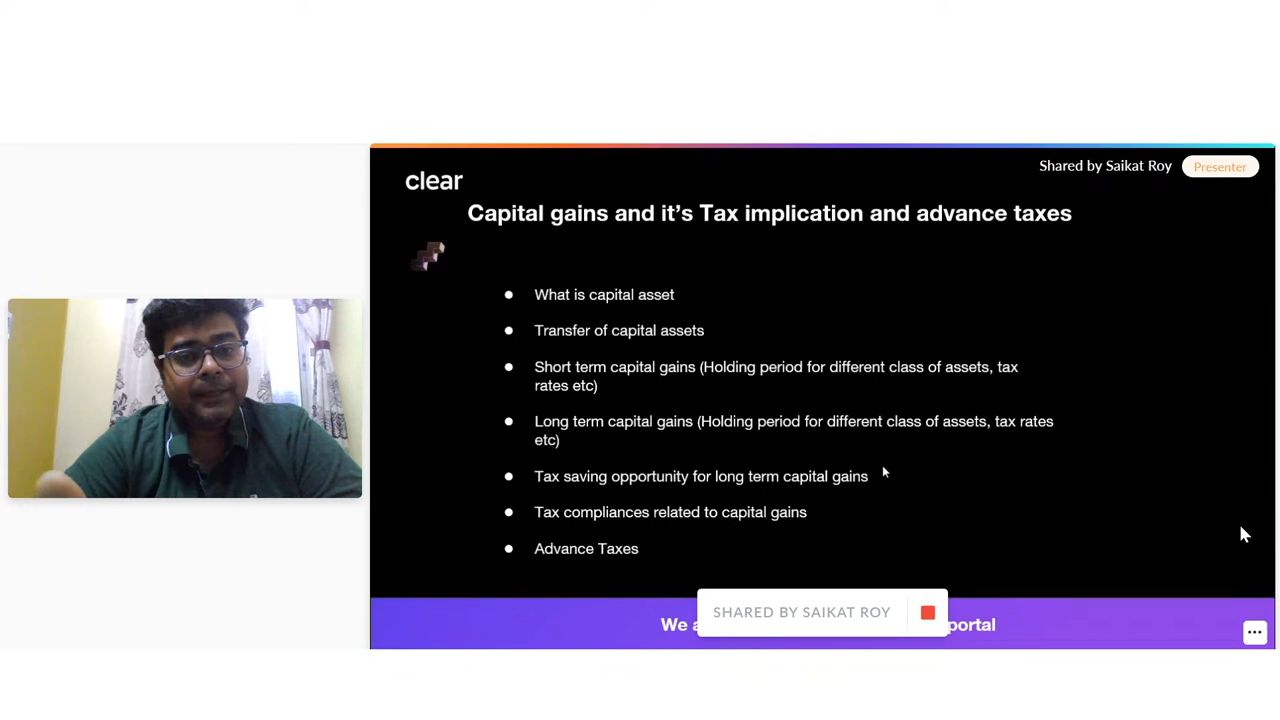 Shared by Saikat Roy
Presenter
clear
Capital gains and it's Tax implication and advance taxes
What is capital asset
Transfer of capital assets
Short term capital gains (Holding period for different class of assets, tax
rates etc)
Long term capital gains (Holding period for different class of assets, tax rates
etc)
Tax saving opportunity for long term capital gains
Tax compliances related to capital gains
Advance Taxes
SHARED BY SAIKAT ROY
We
portal